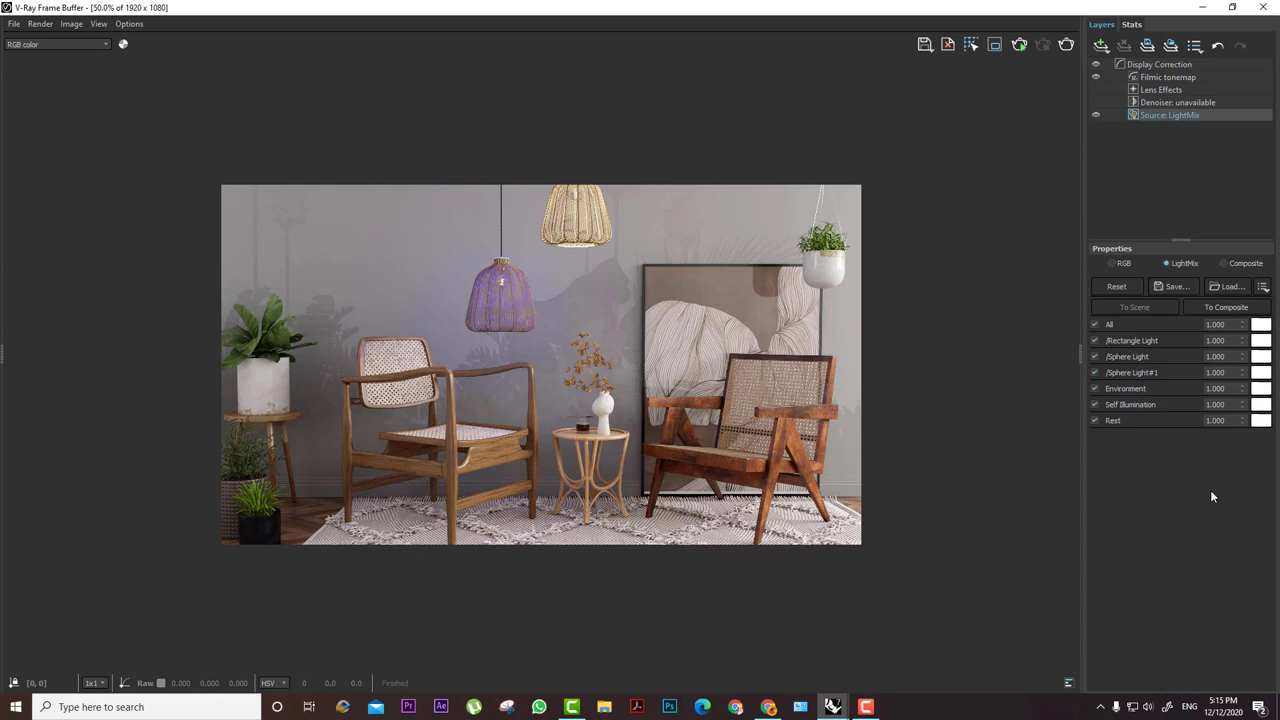 V-Ray Frame Buffer - [50.0% of 1920 x 1080]
File Render Image View Options
Layers Stats
RGB color
Display Correction
Filmic tonemap
Lens Effects
Denoiser: unavailable
Source: LightMix
Properties
RGB LightMix Composite
Reset Save... Load...
To Scene To Composite
All 1.000
/Rectangle Light 1.000
/Sphere Light 1.000
/Sphere Light#1 1.000
Environment 1.000
Self Illumination 1.000
Rest 1.000
[0, 0] 1x1 Raw 0.000 0.000 0.000 HSV 0 0.0 0.0 Finished
Type here to search
Pr Ae Ps
5:15 PM
12/12/2020
2